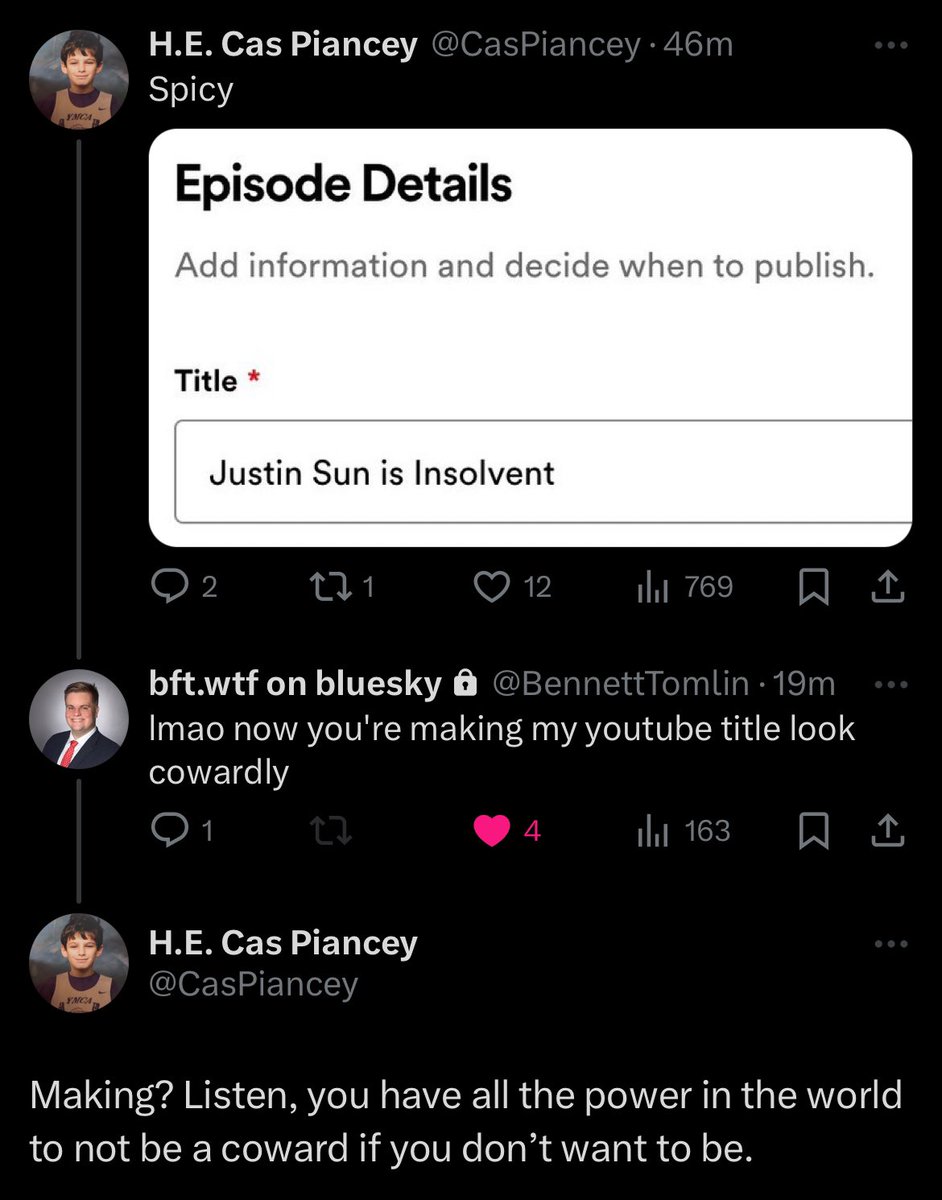 H.E. Cas Piancey @CasPiancey · 46m
Spicy
Episode Details
Add information and decide when to publish.
Title *
Justin Sun is Insolvent
2 1 12 769
bft.wtf on bluesky @BennettTomlin · 19m
lmao now you're making my youtube title look
cowardly
1 4 163
H.E. Cas Piancey
@CasPiancey
Making? Listen, you have all the power in the world
to not be a coward if you don’t want to be.
YMCA
YMCA